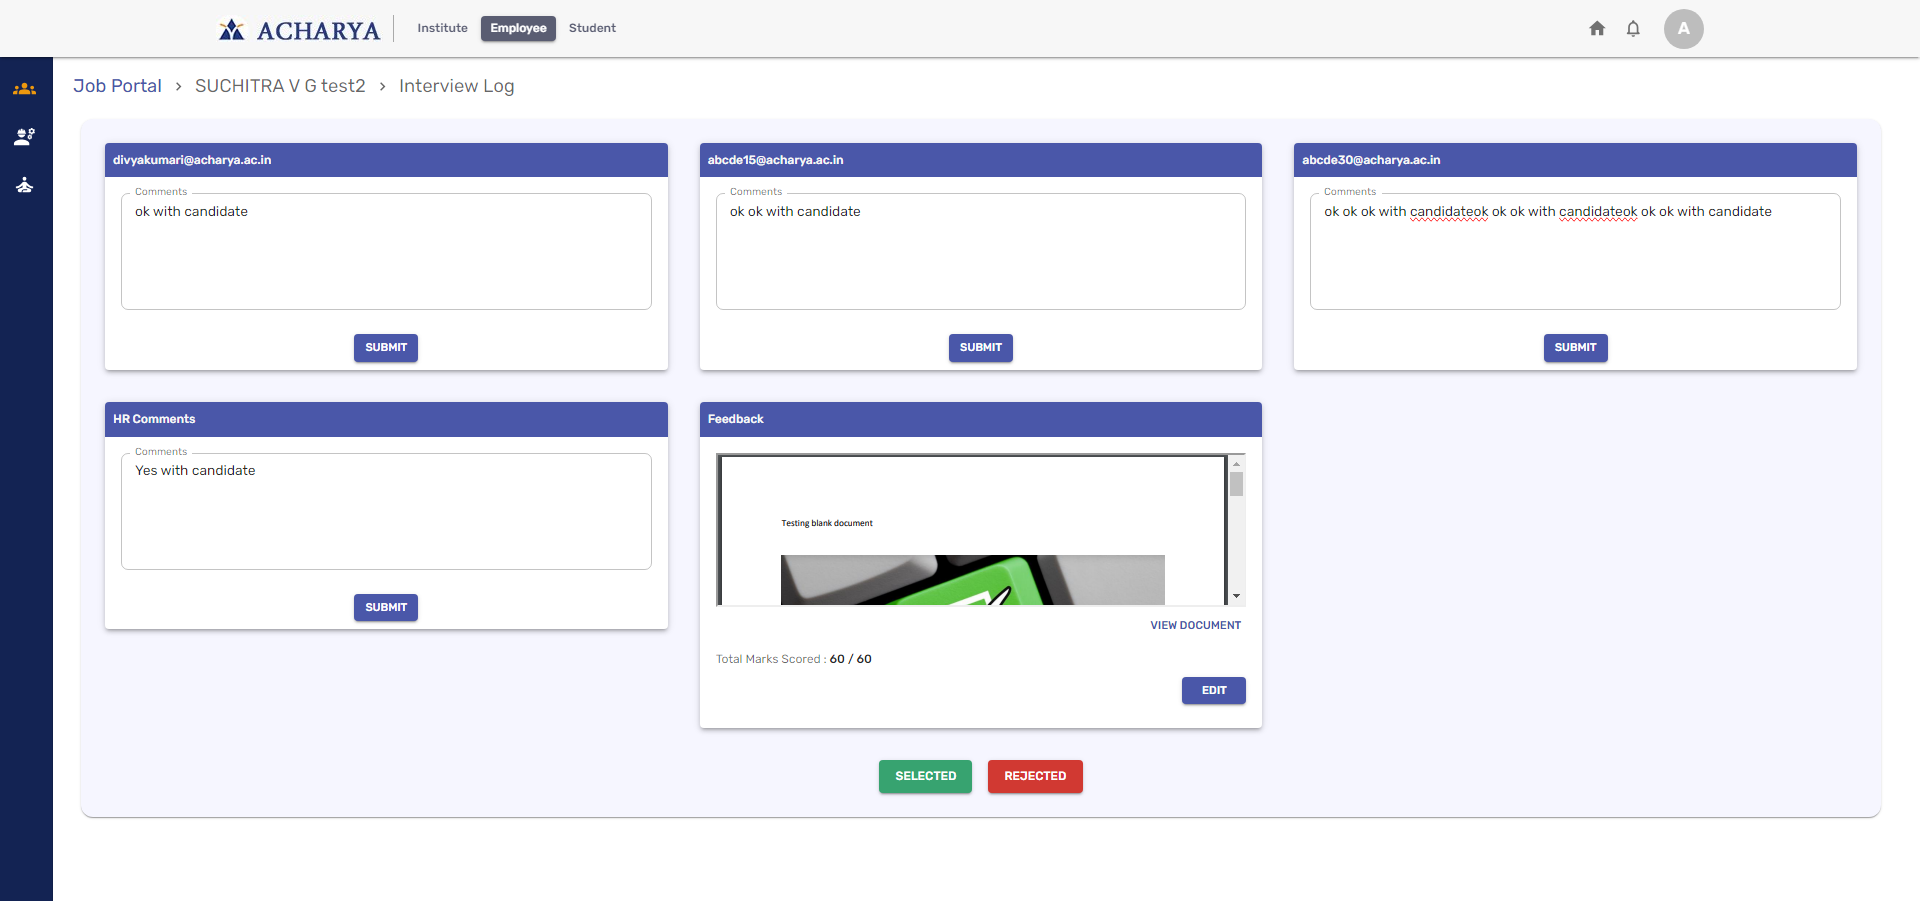 ACHARYA Institute Employee Student A
Job Portal > SUCHITRA V G test2 > Interview Log
divyakumari@acharya.ac.in
Comments
ok with candidate
SUBMIT
abcde15@acharya.ac.in
Comments
ok ok with candidate
SUBMIT
abcde30@acharya.ac.in
Comments
ok ok ok with candidateok ok ok with candidateok ok ok with candidate
SUBMIT
HR Comments
Comments
Yes with candidate
SUBMIT
Feedback
Testing blank document
VIEW DOCUMENT
Total Marks Scored : 60 / 60
EDIT
SELECTED REJECTED